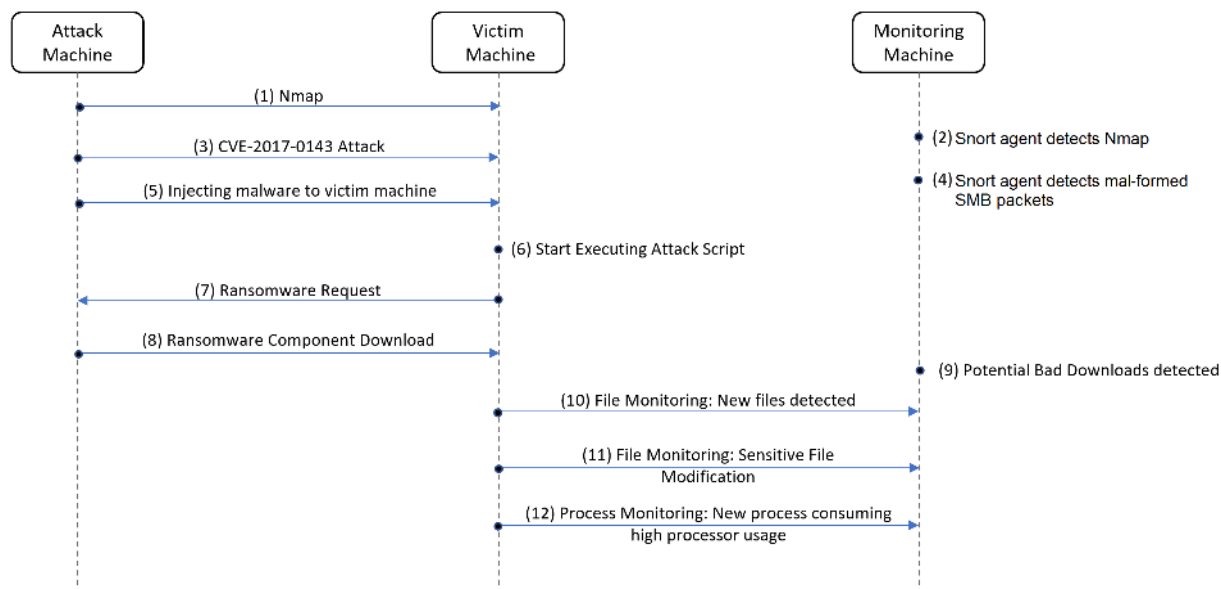 Attack
Machine
Victim
Machine
Monitoring
Machine
(1) Nmap
(2) Snort agent detects Nmap
(3) CVE-2017-0143 Attack
(4) Snort agent detects mal-formed
SMB packets
(5) Injecting malware to victim machine
(6) Start Executing Attack Script
(7) Ransomware Request
(8) Ransomware Component Download
(9) Potential Bad Downloads detected
(10) File Monitoring: New files detected
(11) File Monitoring: Sensitive File
Modification
(12) Process Monitoring: New process consuming
high processor usage